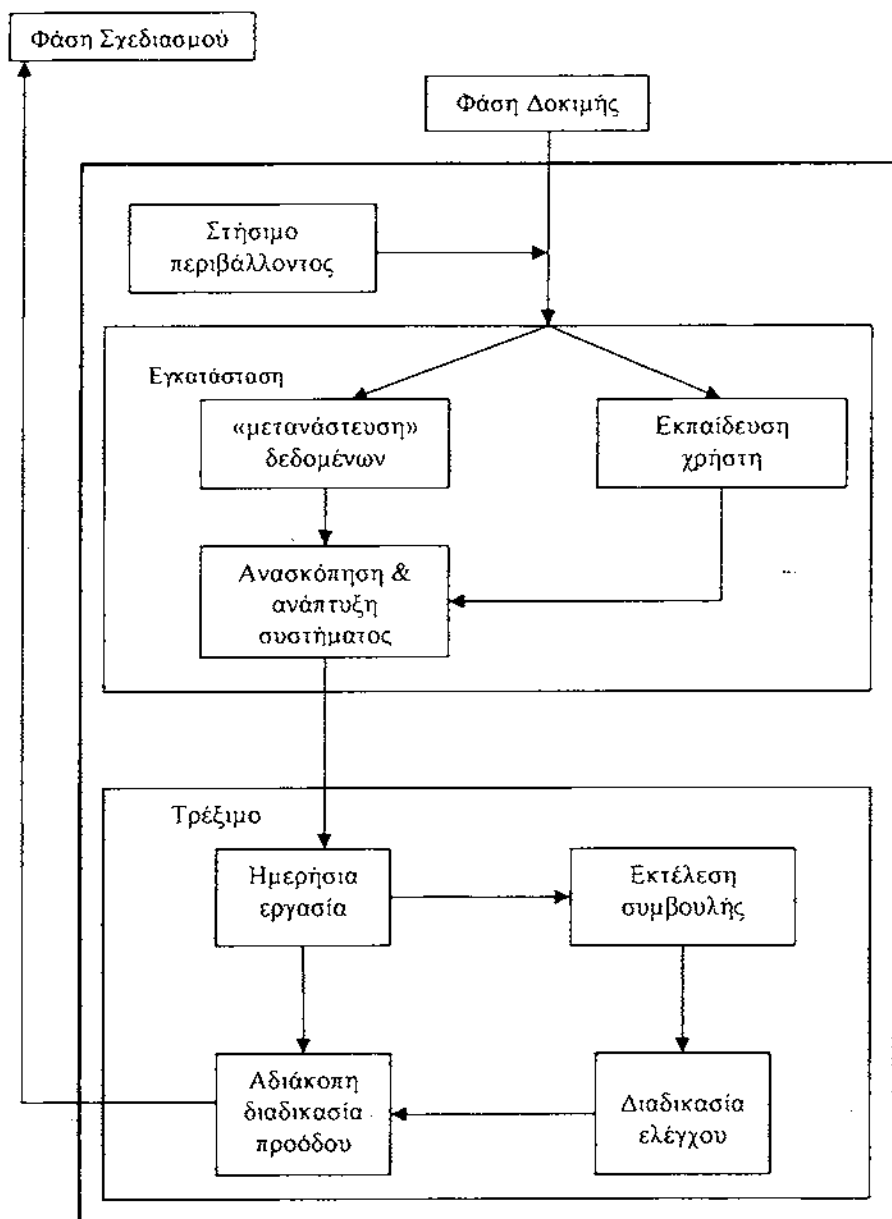 Φάση Σχεδιασμού
Φάση Δοκιμής
Στήσιμο
περιβάλλοντος
Εγκατάσταση
«μετανάστευση»
δεδομένων
Εκπαίδευση
χρήστη
Ανασκόπηση &
ανάπτυξη
συστήματος
Τρέξιμο
Ημερήσια
εργασία
Εκτέλεση
συμβουλής
Αδιάκοπη
διαδικασία
προόδου
Διαδικασία
ελέγχου